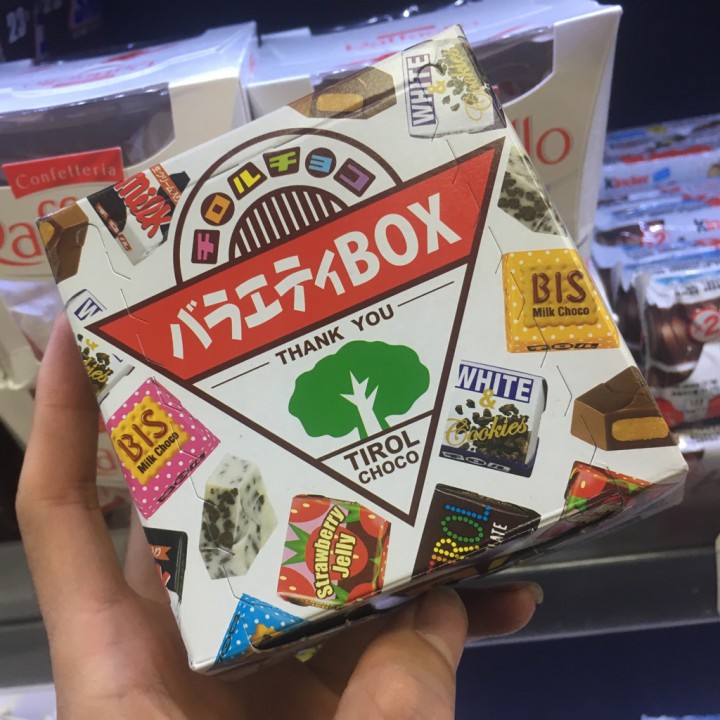 チロルチョコ
バラエティBOX
THANK YOU
TIROL
CHOCO
Milk
WHITE
&
Cookies
BIS
Milk Choco
WHITE
&
Cookies
BIS
Milk Choco
Strawberry
Jelly
WHITE
Confetteria